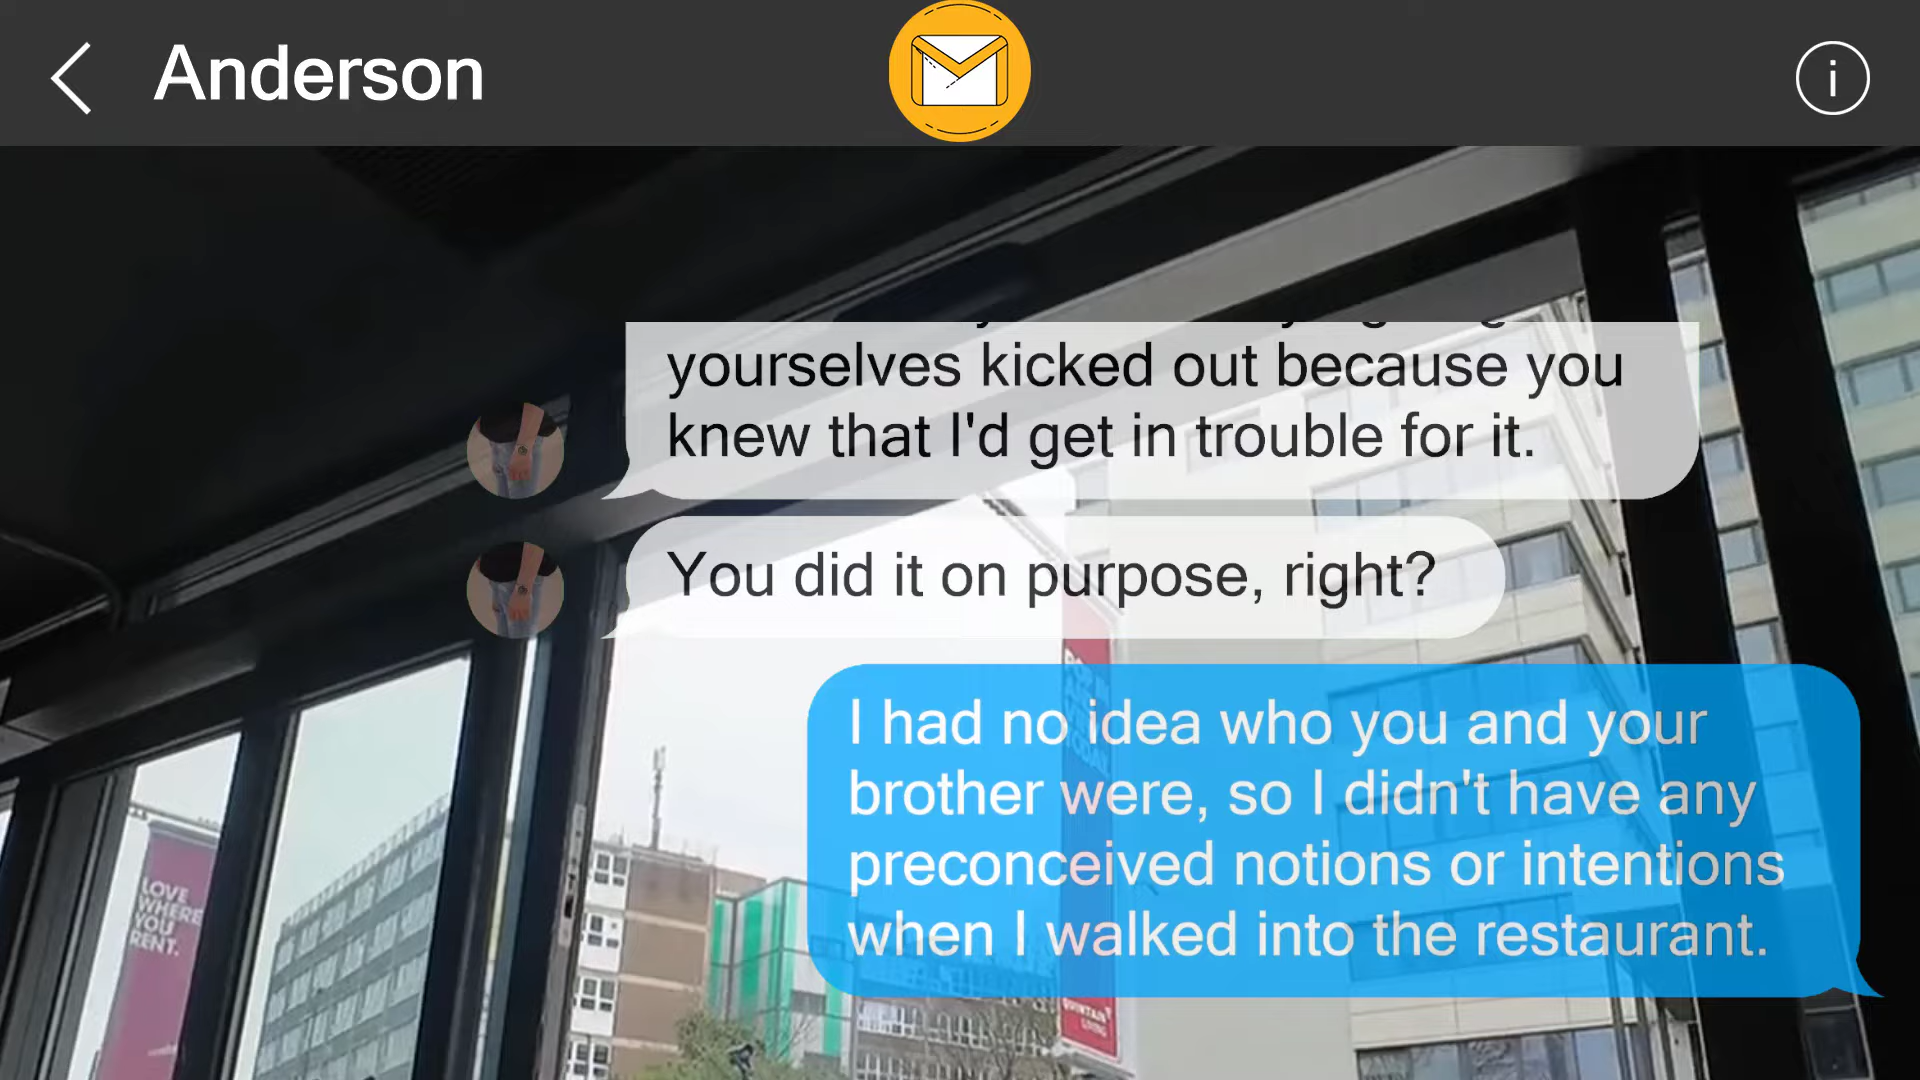 Anderson
i
yourselves kicked out because you
knew that I'd get in trouble for it.
You did it on purpose, right?
I had no idea who you and your
brother were, so I didn't have any
preconceived notions or intentions
when I walked into the restaurant.
LOVE
WHERE
YOU
RENT.
QUINTAIN
LIVING